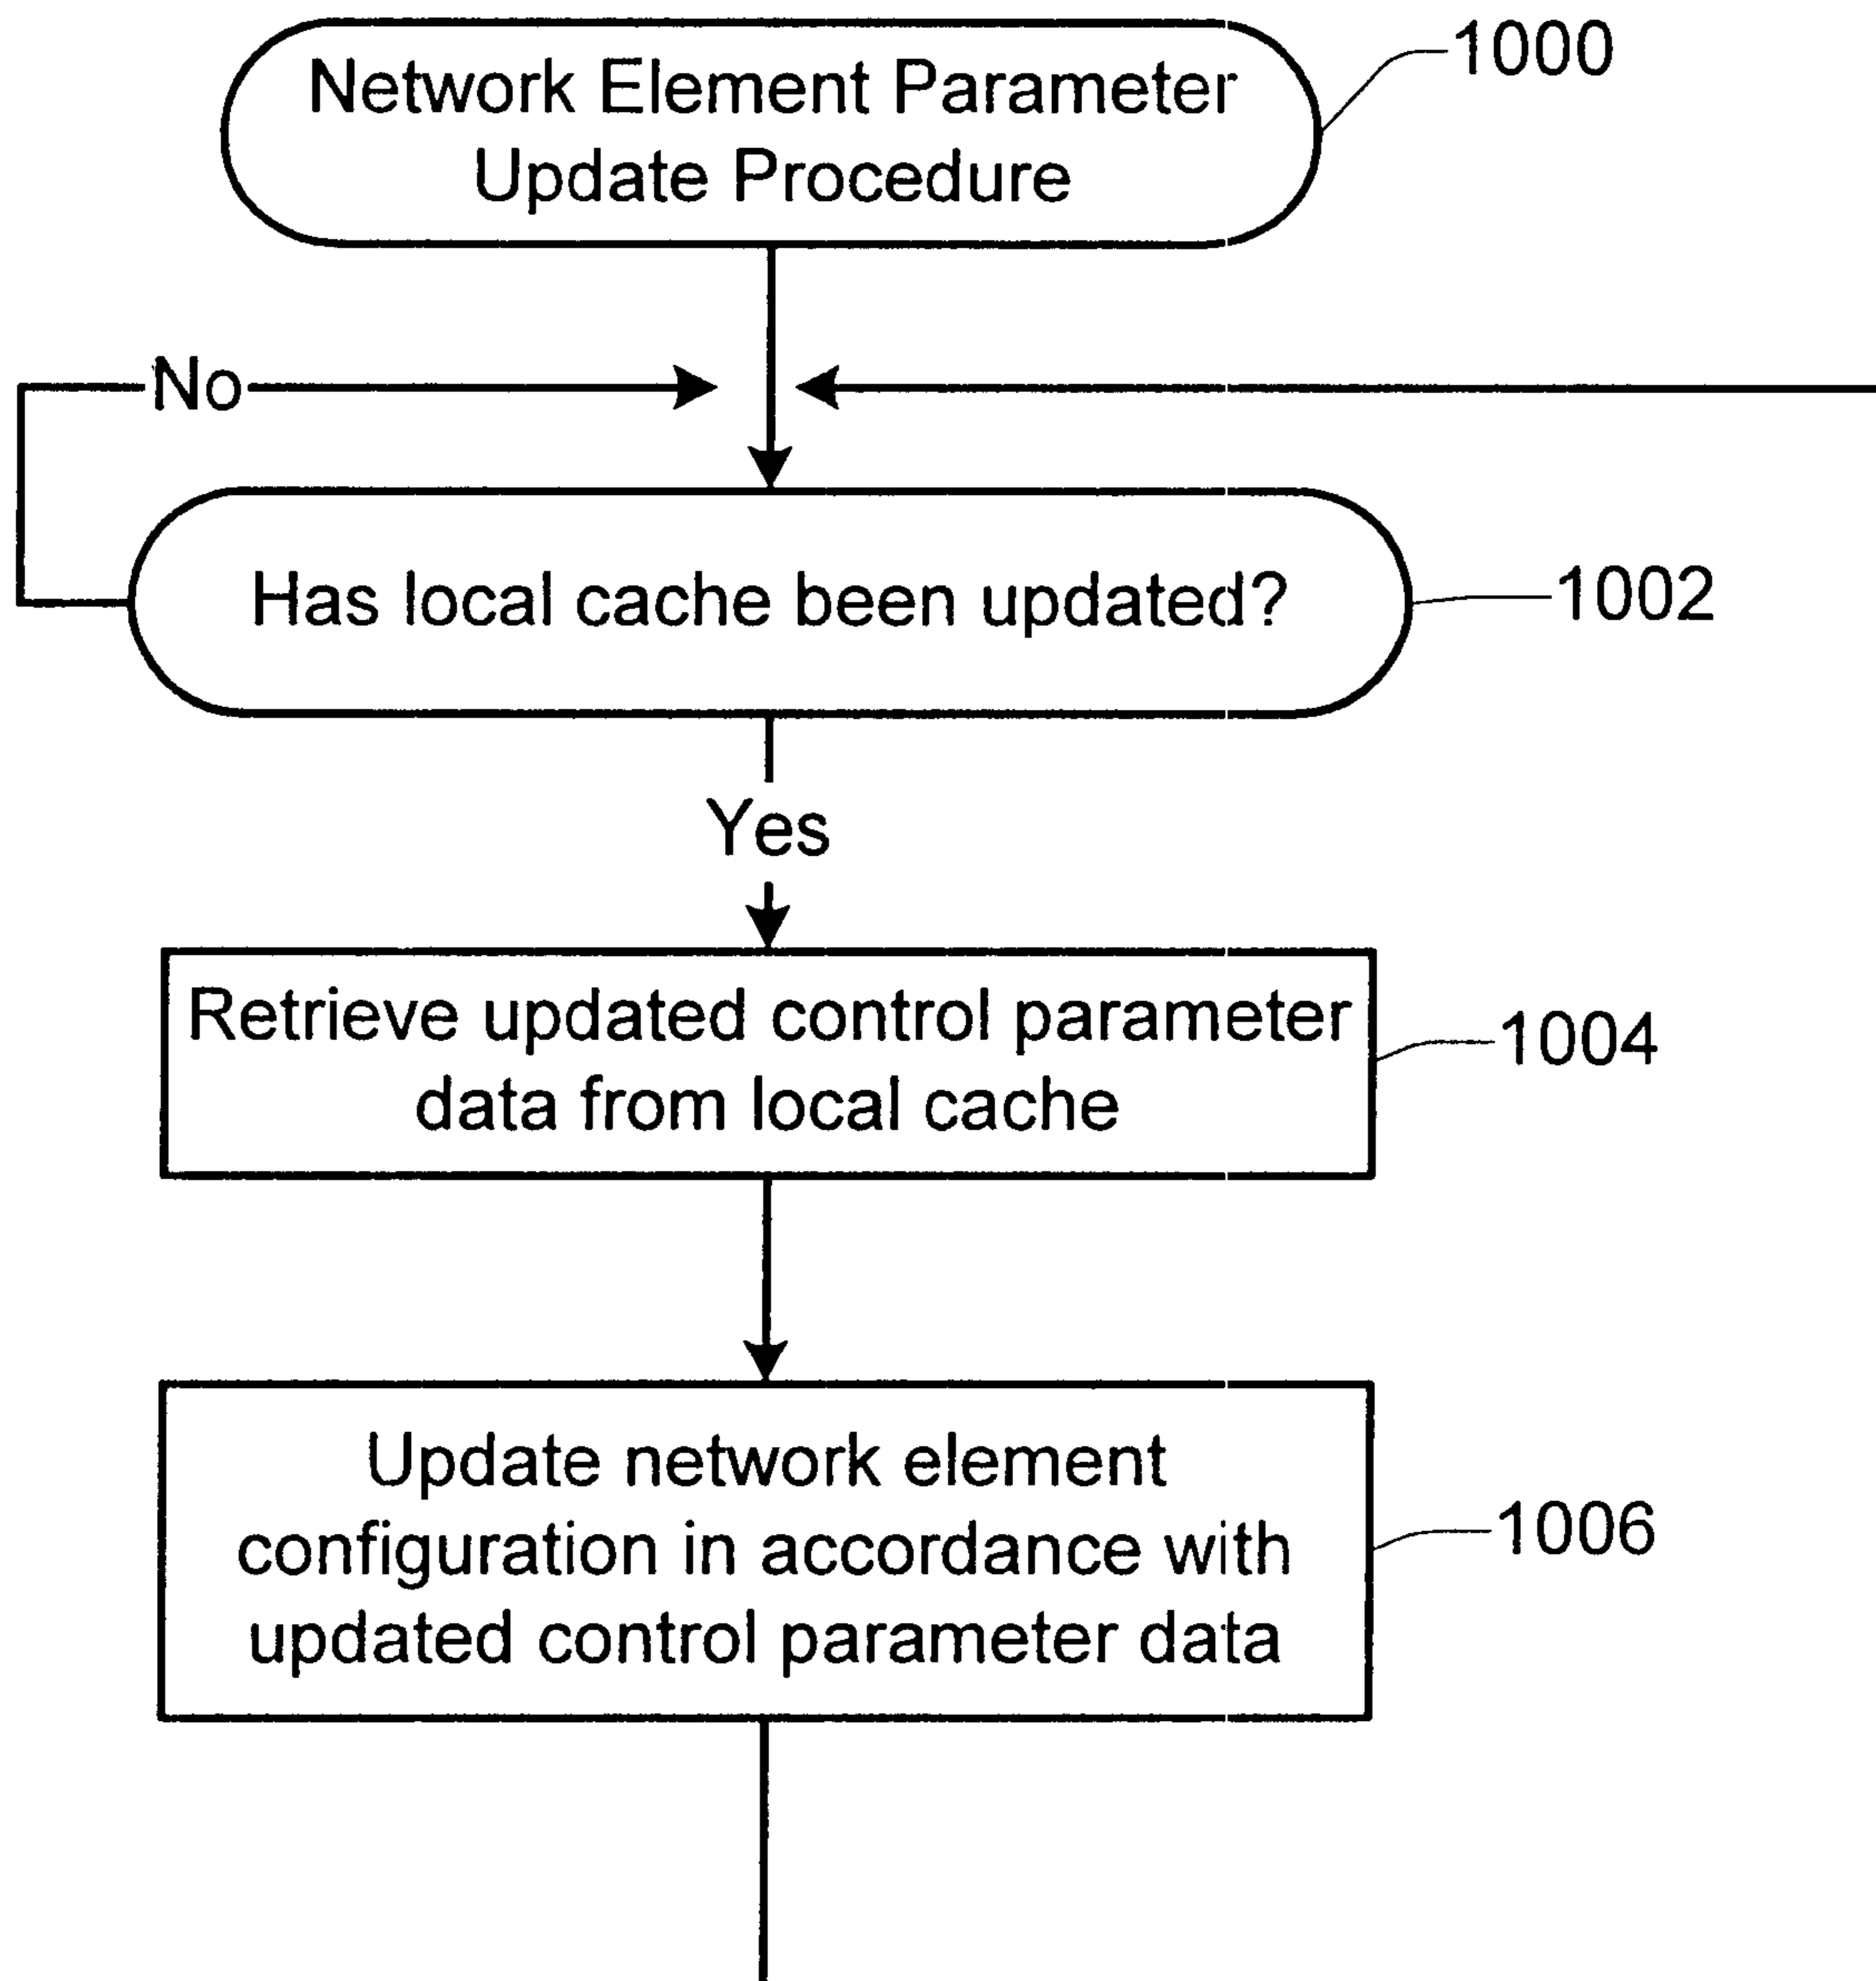 1000
Network Element Parameter
Update Procedure
No
Has local cache been updated?
1002
Yes
Retrieve updated control parameter
data from local cache
1004
Update network element
configuration in accordance with
updated control parameter data
1006